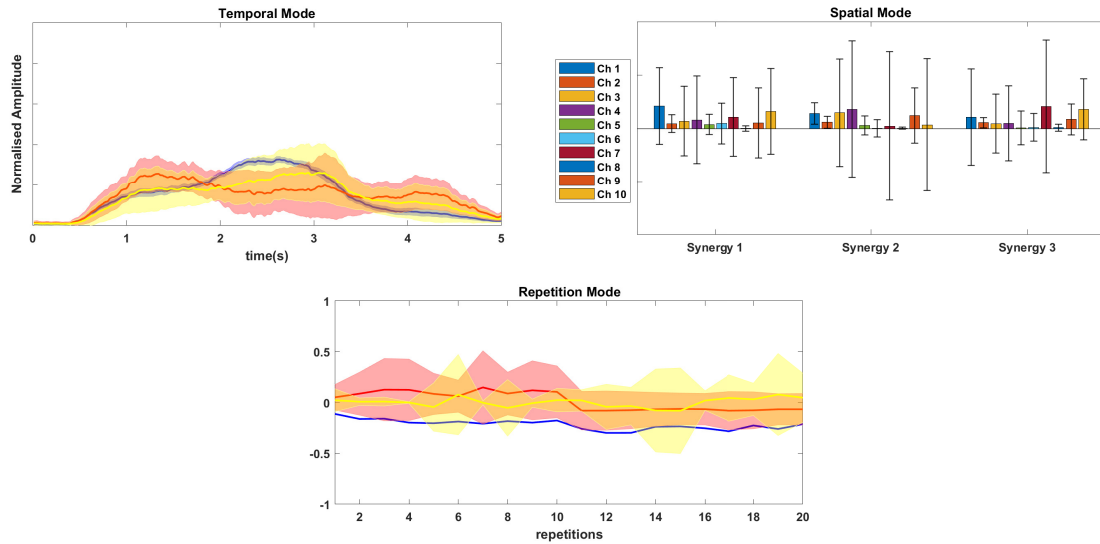 Temporal Mode
Normalised Amplitude
0 1 2 3 4 5
time(s)
Spatial Mode
Ch 1
Ch 2
Ch 3
Ch 4
Ch 5
Ch 6
Ch 7
Ch 8
Ch 9
Ch 10
Synergy 1 Synergy 2 Synergy 3
Repetition Mode
1
0.5
0
-0.5
-1
2 4 6 8 10 12 14 16 18 20
repetitions